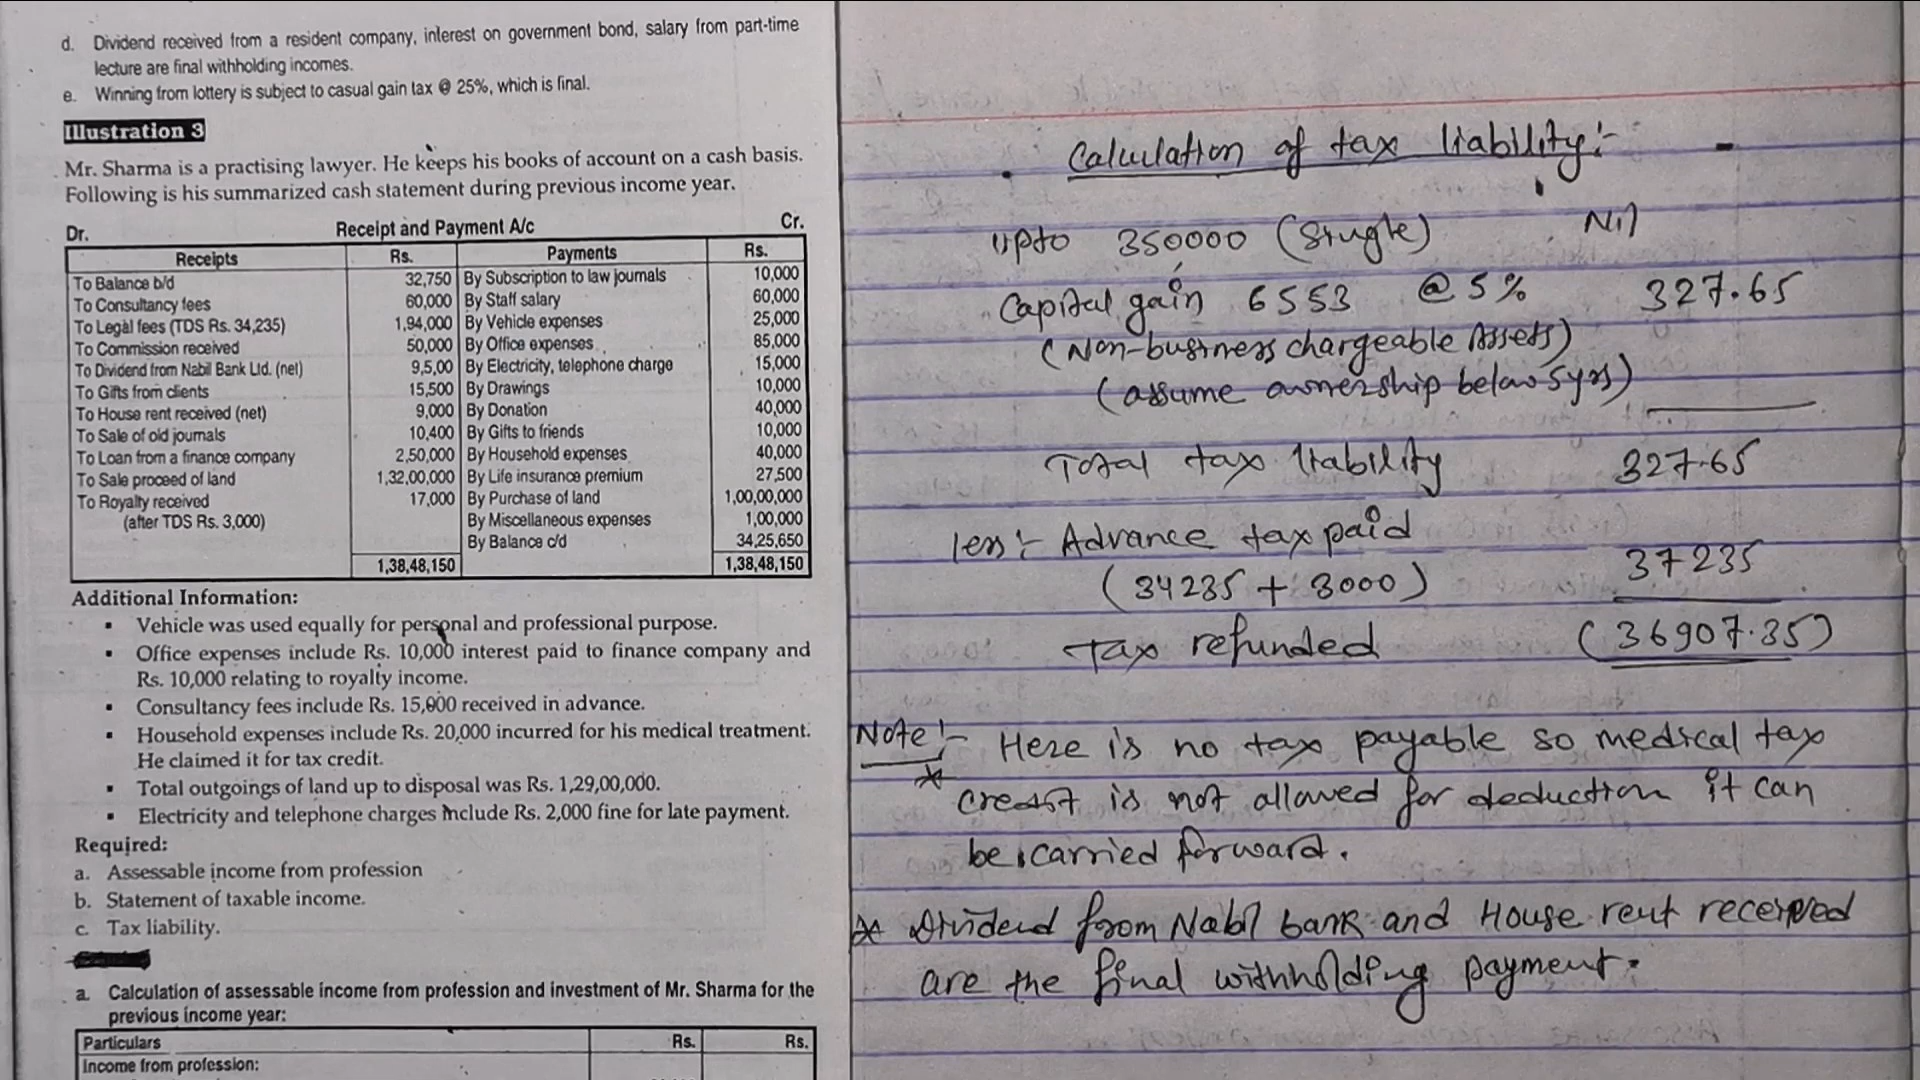 d. Dividend received from a resident company, interest on government bond, salary from part-time
lecture are final withholding incomes.
e. Winning from lottery is subject to casual gain tax @ 25%, which is final.
Illustration 3
Mr. Sharma is a practising lawyer. He keeps his books of account on a cash basis.
Following is his summarized cash statement during previous income year.
Dr. Receipt and Payment A/c Cr.
Receipts Rs. Payments Rs.
To Balance b/d 32,750 By Subscription to law journals 10,000
To Consultancy fees 60,000 By Staff salary 60,000
To Legal fees (TDS Rs. 34,235) 1,94,000 By Vehicle expenses 25,000
To Commission received 50,000 By Office expenses 85,000
To Dividend from Nabil Bank Ltd. (net) 9,5,00 By Electricity, telephone charge 15,000
To Gifts from clients 15,500 By Drawings 10,000
To House rent received (net) 9,000 By Donation 40,000
To Sale of old journals 10,400 By Gifts to friends 10,000
To Loan from a finance company 2,50,000 By Household expenses 40,000
To Sale proceed of land 1,32,00,000 By Life insurance premium 27,500
To Royalty received 17,000 By Purchase of land 1,00,00,000
(after TDS Rs. 3,000) By Miscellaneous expenses 1,00,000
By Balance c/d 34,25,650
1,38,48,150 1,38,48,150
Additional Information:
▪ Vehicle was used equally for personal and professional purpose.
▪ Office expenses include Rs. 10,000 interest paid to finance company and
Rs. 10,000 relating to royalty income.
▪ Consultancy fees include Rs. 15,000 received in advance.
▪ Household expenses include Rs. 20,000 incurred for his medical treatment.
He claimed it for tax credit.
▪ Total outgoings of land up to disposal was Rs. 1,29,00,000.
▪ Electricity and telephone charges include Rs. 2,000 fine for late payment.
Required:
a. Assessable income from profession
b. Statement of taxable income.
c. Tax liability.
a. Calculation of assessable income from profession and investment of Mr. Sharma for the
previous income year:
Particulars Rs. Rs.
Income from profession:
Calculation of tax liability:-
upto 350000 (Single) Nil
Capital gain 6553 @ 5% 327.65
(Non-business chargeable Assets)
(assume ownership below 5yrs)
Total tax liability 327.65
less:- Advance tax paid
(34235 + 3000) 37235
Tax refunded (36907.35)
Note:- Here is no tax payable so medical tax
* credit is not allowed for deduction it can
be carried forward.
* Dividend from Nabil bank and House rent received
are the final withholding payment.